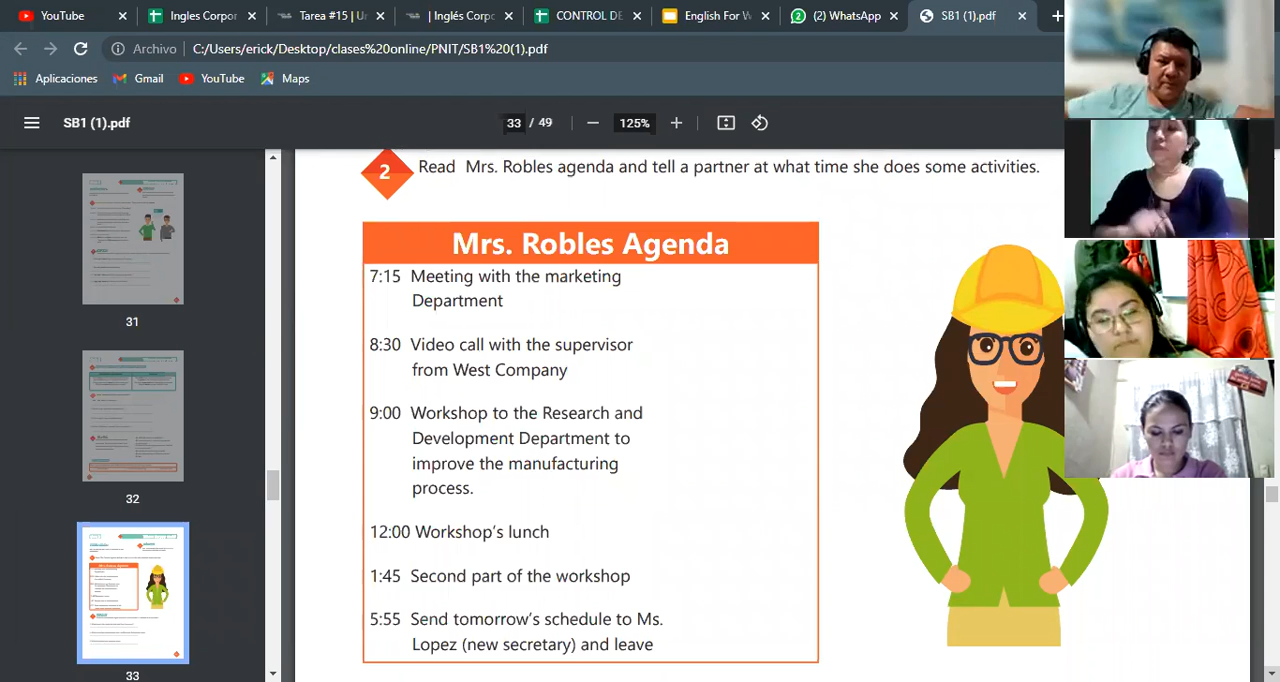 YouTube
Ingles Corpor
Tarea #15 | Ur
| Inglés Corpo
CONTROL DE
English For W
(2) WhatsApp
SB1 (1).pdf
Archivo
C:/Users/erick/Desktop/clases%20online/PNIT/SB1%20(1).pdf
Aplicaciones
Gmail
YouTube
Maps
SB1 (1).pdf
33 / 49
125%
31
32
33
2
Read Mrs. Robles agenda and tell a partner at what time she does some activities.
Mrs. Robles Agenda
7:15 Meeting with the marketing
Department
8:30 Video call with the supervisor
from West Company
9:00 Workshop to the Research and
Development Department to
improve the manufacturing
process.
12:00 Workshop's lunch
1:45 Second part of the workshop
5:55 Send tomorrow schedule to Ms.
Lopez (new secretary) and leave